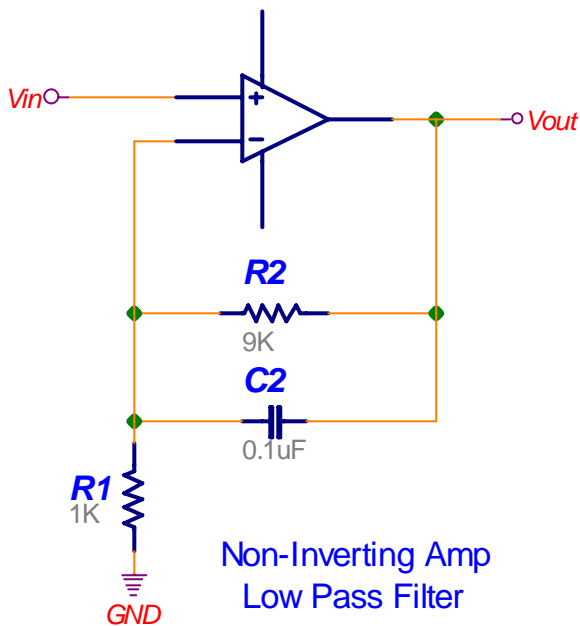 Vin
+
-
Vout
R2
9K
C2
0.1uF
R1
1K
Non-Inverting Amp
Low Pass Filter
GND